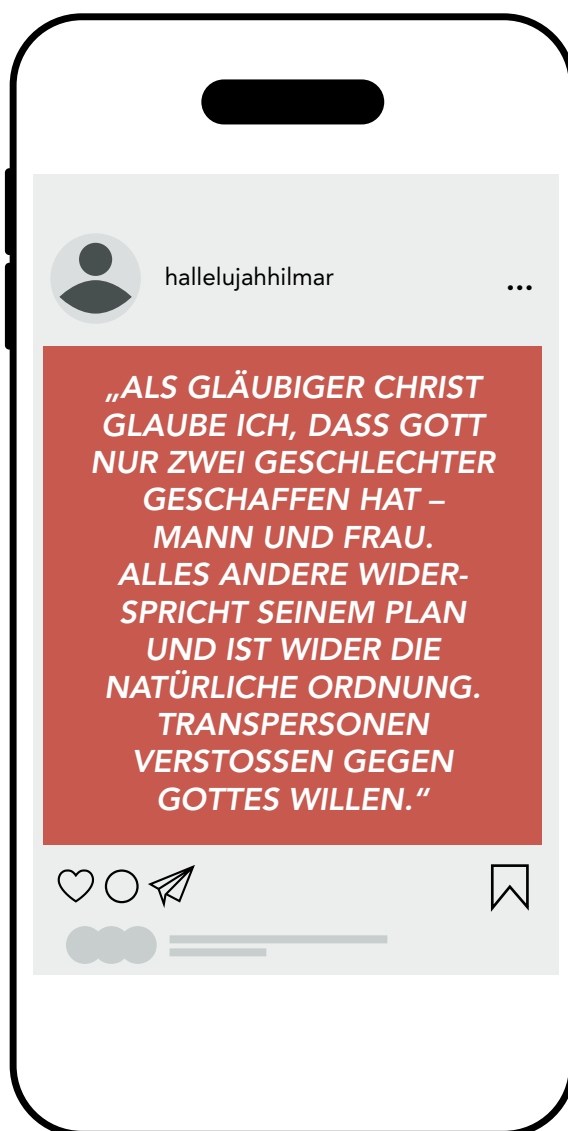 hallelujahhilmar
...
„ALS GLÄUBIGER CHRIST
GLAUBE ICH, DASS GOTT
NUR ZWEI GESCHLECHTER
GESCHAFFEN HAT –
MANN UND FRAU.
ALLES ANDERE WIDER-
SPRICHT SEINEM PLAN
UND IST WIDER DIE
NATÜRLICHE ORDNUNG.
TRANSPERSONEN
VERSTOSSEN GEGEN
GOTTES WILLEN.“